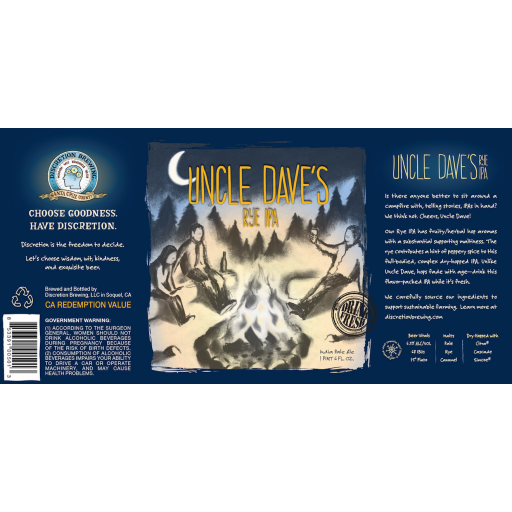 DISCRETION BREWING
SANTA CRUZ COUNTY
CHOOSE GOODNESS.
HAVE DISCRETION.
Discretion is the freedom to decide.
Let's choose wisdom, wit, kindness,
and exquisite beer.
Brewed and Bottled by
Discretion Brewing, LLC in Soquel, CA
CA REDEMPTION VALUE
GOVERNMENT WARNING:
(1) ACCORDING TO THE SURGEON
GENERAL, WOMEN SHOULD NOT
DRINK ALCOHOLIC BEVERAGES
DURING PREGNANCY BECAUSE
OF THE RISK OF BIRTH DEFECTS.
(2) CONSUMPTION OF ALCOHOLIC
BEVERAGES IMPAIRS YOUR ABILITY
TO DRIVE A CAR OR OPERATE
MACHINERY, AND MAY CAUSE
HEALTH PROBLEMS.
UNCLE DAVE'S
RYE IPA
DRINK
FRESH
India Pale Ale
1 PINT 6 FL. OZ.
UNCLE DAVE'S RYE
IPA
Is there anyone better to sit around a
campfire with, telling stories, IPAs in hand?
We think not. Cheers, Uncle Dave!
Our Rye IPA has fruity/herbal hop aromas
with a substantial supporting maltiness. The
rye contributes a hint of peppery spice to this
full-bodied, complex dry-hopped IPA. Unlike
Uncle Dave, hops fade with age—drink this
flavor-packed IPA while it's fresh.
We carefully source our ingredients to
support sustainable farming. Learn more at
discretionbrewing.com
Beer Stats Malts Dry-hopped with
Pale Citra®
Rye Cascade
Caramel Simcoe®